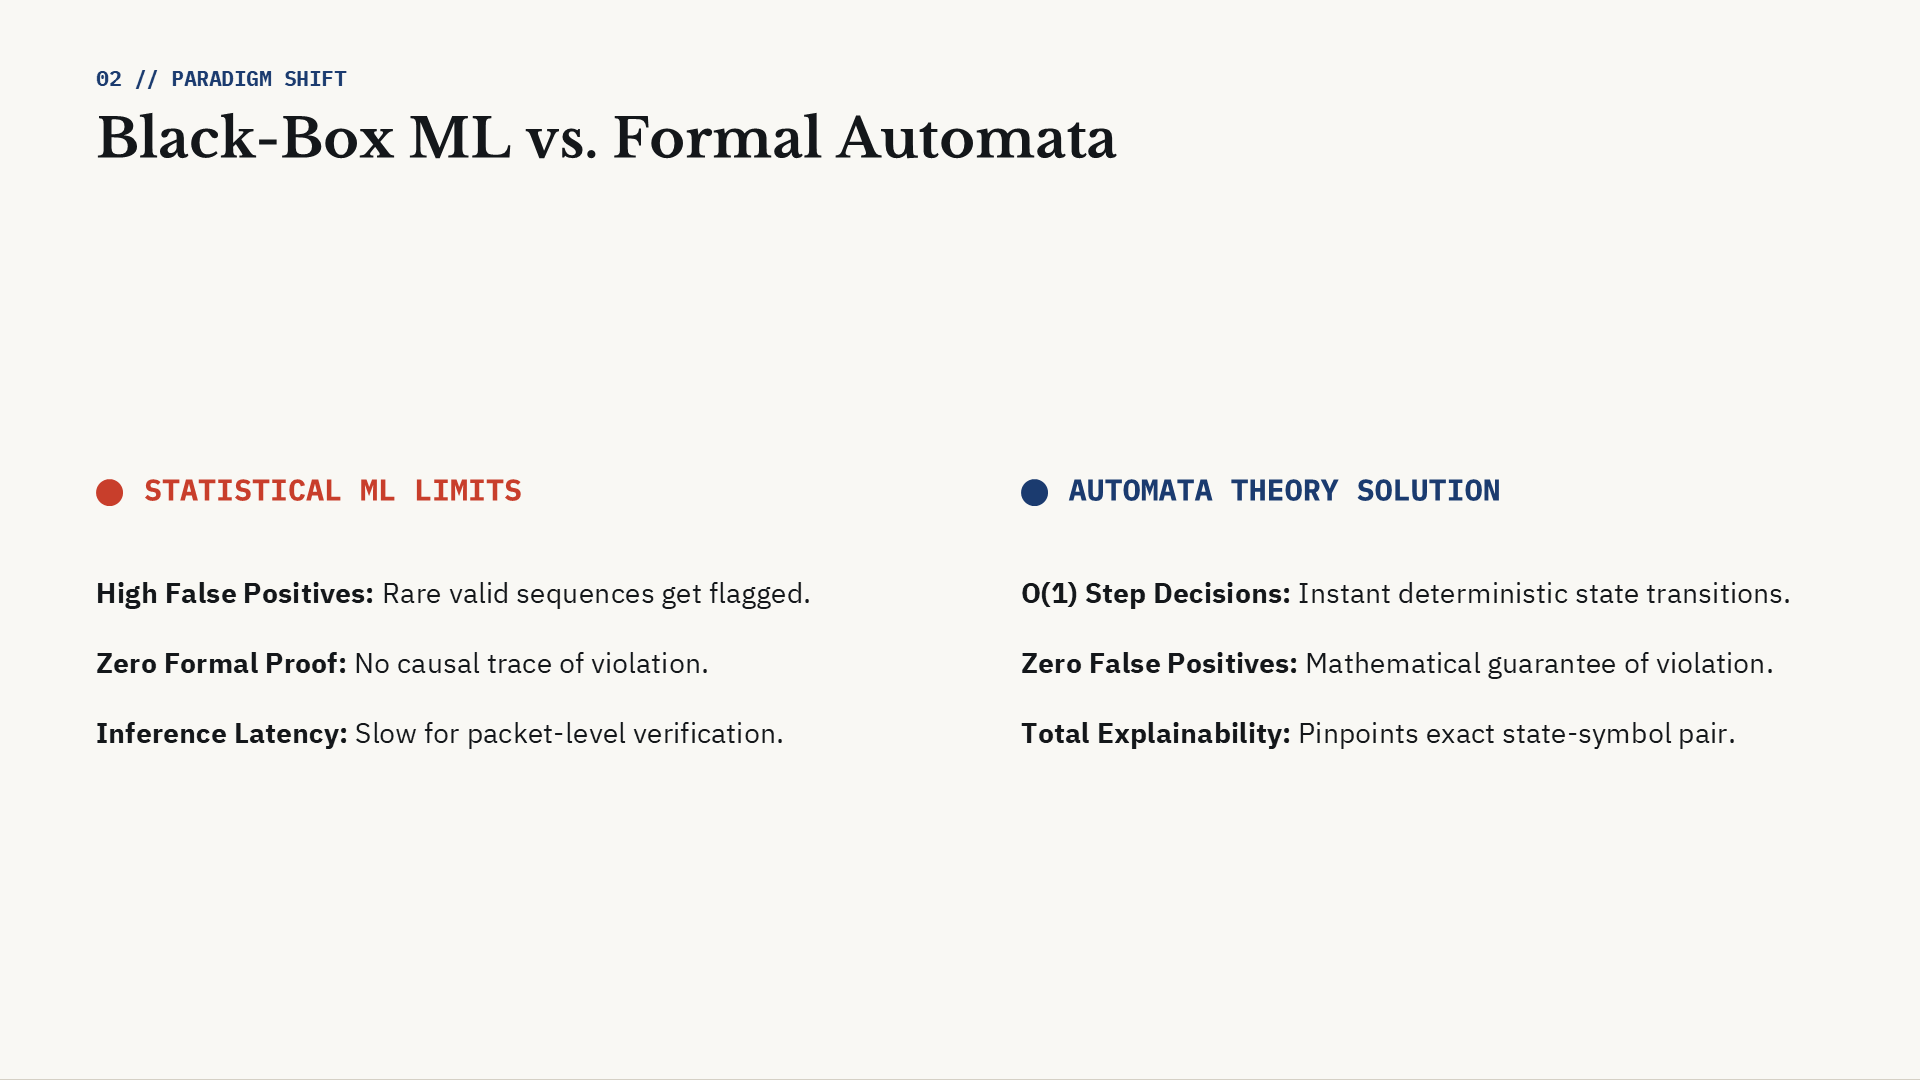 02 // PARADIGM SHIFT
Black-Box ML vs. Formal Automata
STATISTICAL ML LIMITS
High False Positives: Rare valid sequences get flagged.
Zero Formal Proof: No causal trace of violation.
Inference Latency: Slow for packet-level verification.
AUTOMATA THEORY SOLUTION
O(1) Step Decisions: Instant deterministic state transitions.
Zero False Positives: Mathematical guarantee of violation.
Total Explainability: Pinpoints exact state-symbol pair.